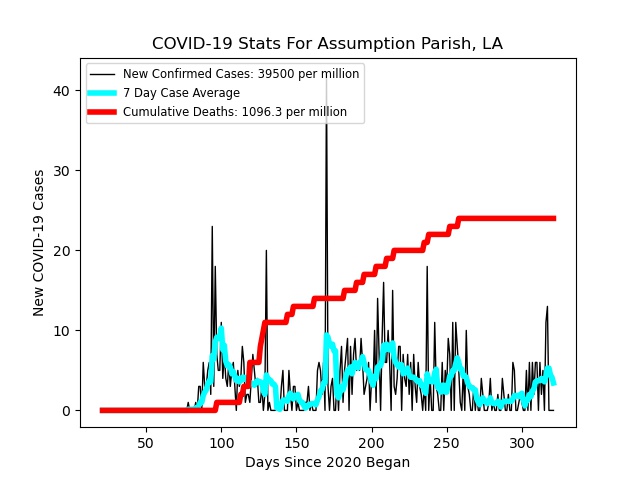 COVID-19 Stats For Assumption Parish, LA
New Confirmed Cases: 39500 per million
7 Day Case Average
Cumulative Deaths: 1096.3 per million
New COVID-19 Cases
40
30
20
10
0
50 100 150 200 250 300
Days Since 2020 Began